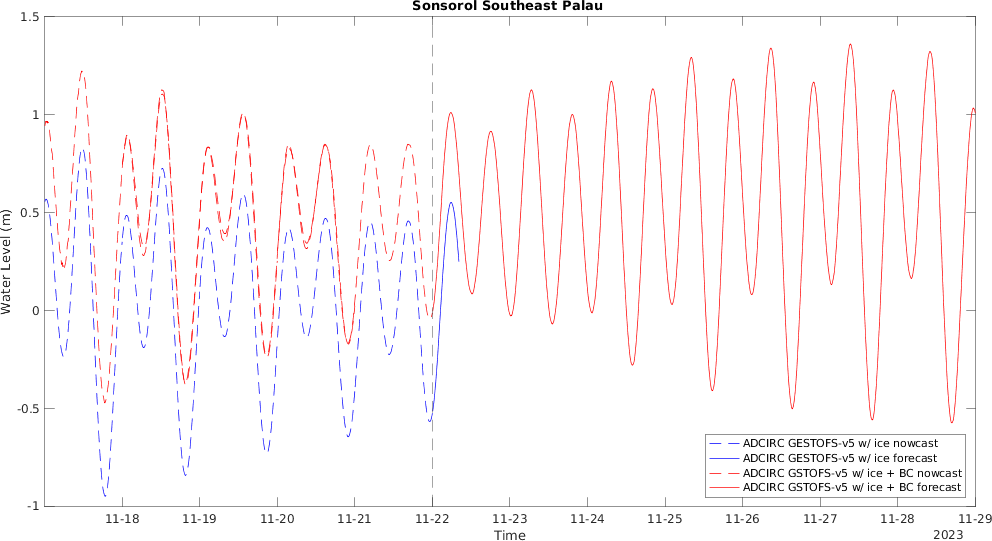 Sonsorol Southeast Palau
1.5
1
0.5
0
-0.5
-1
Water Level (m)
11-18
11-19
11-20
11-21
11-22
11-23
11-24
11-25
11-26
11-27
11-28
11-29
Time
2023
ADCIRC GESTOFS-v5 w/ ice nowcast
ADCIRC GESTOFS-v5 w/ ice forecast
ADCIRC GSTOFS-v5 w/ ice + BC nowcast
ADCIRC GSTOFS-v5 w/ ice + BC forecast